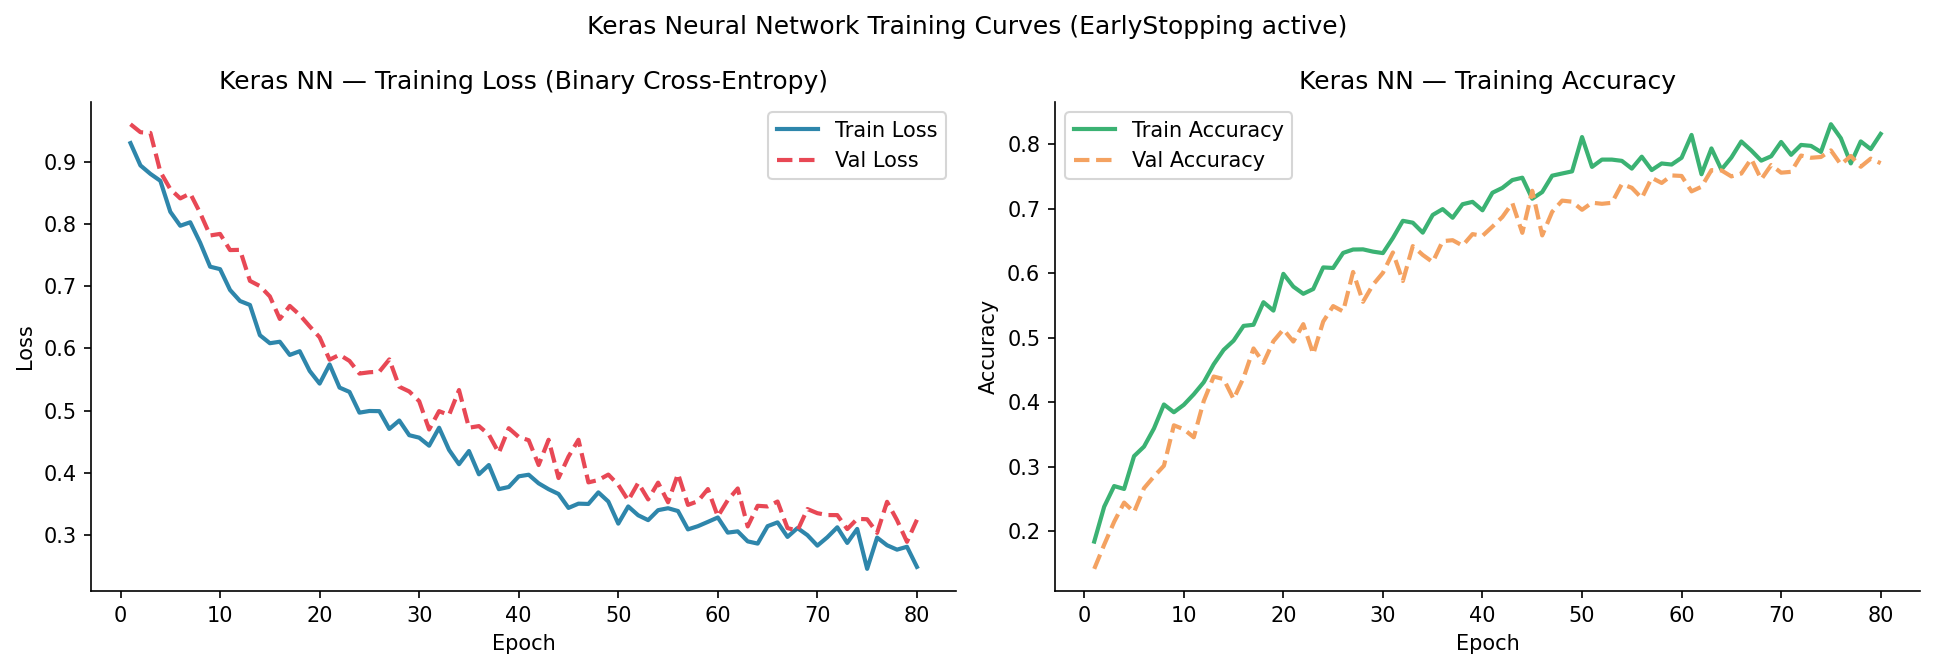 Keras Neural Network Training Curves (EarlyStopping active)
Keras NN — Training Loss (Binary Cross-Entropy)
Train Loss
Val Loss
0.9
0.8
0.7
0.6
0.5
0.4
0.3
Loss
0 10 20 30 40 50 60 70 80
Epoch
Keras NN — Training Accuracy
Train Accuracy
Val Accuracy
0.8
0.7
0.6
0.5
0.4
0.3
0.2
Accuracy
0 10 20 30 40 50 60 70 80
Epoch